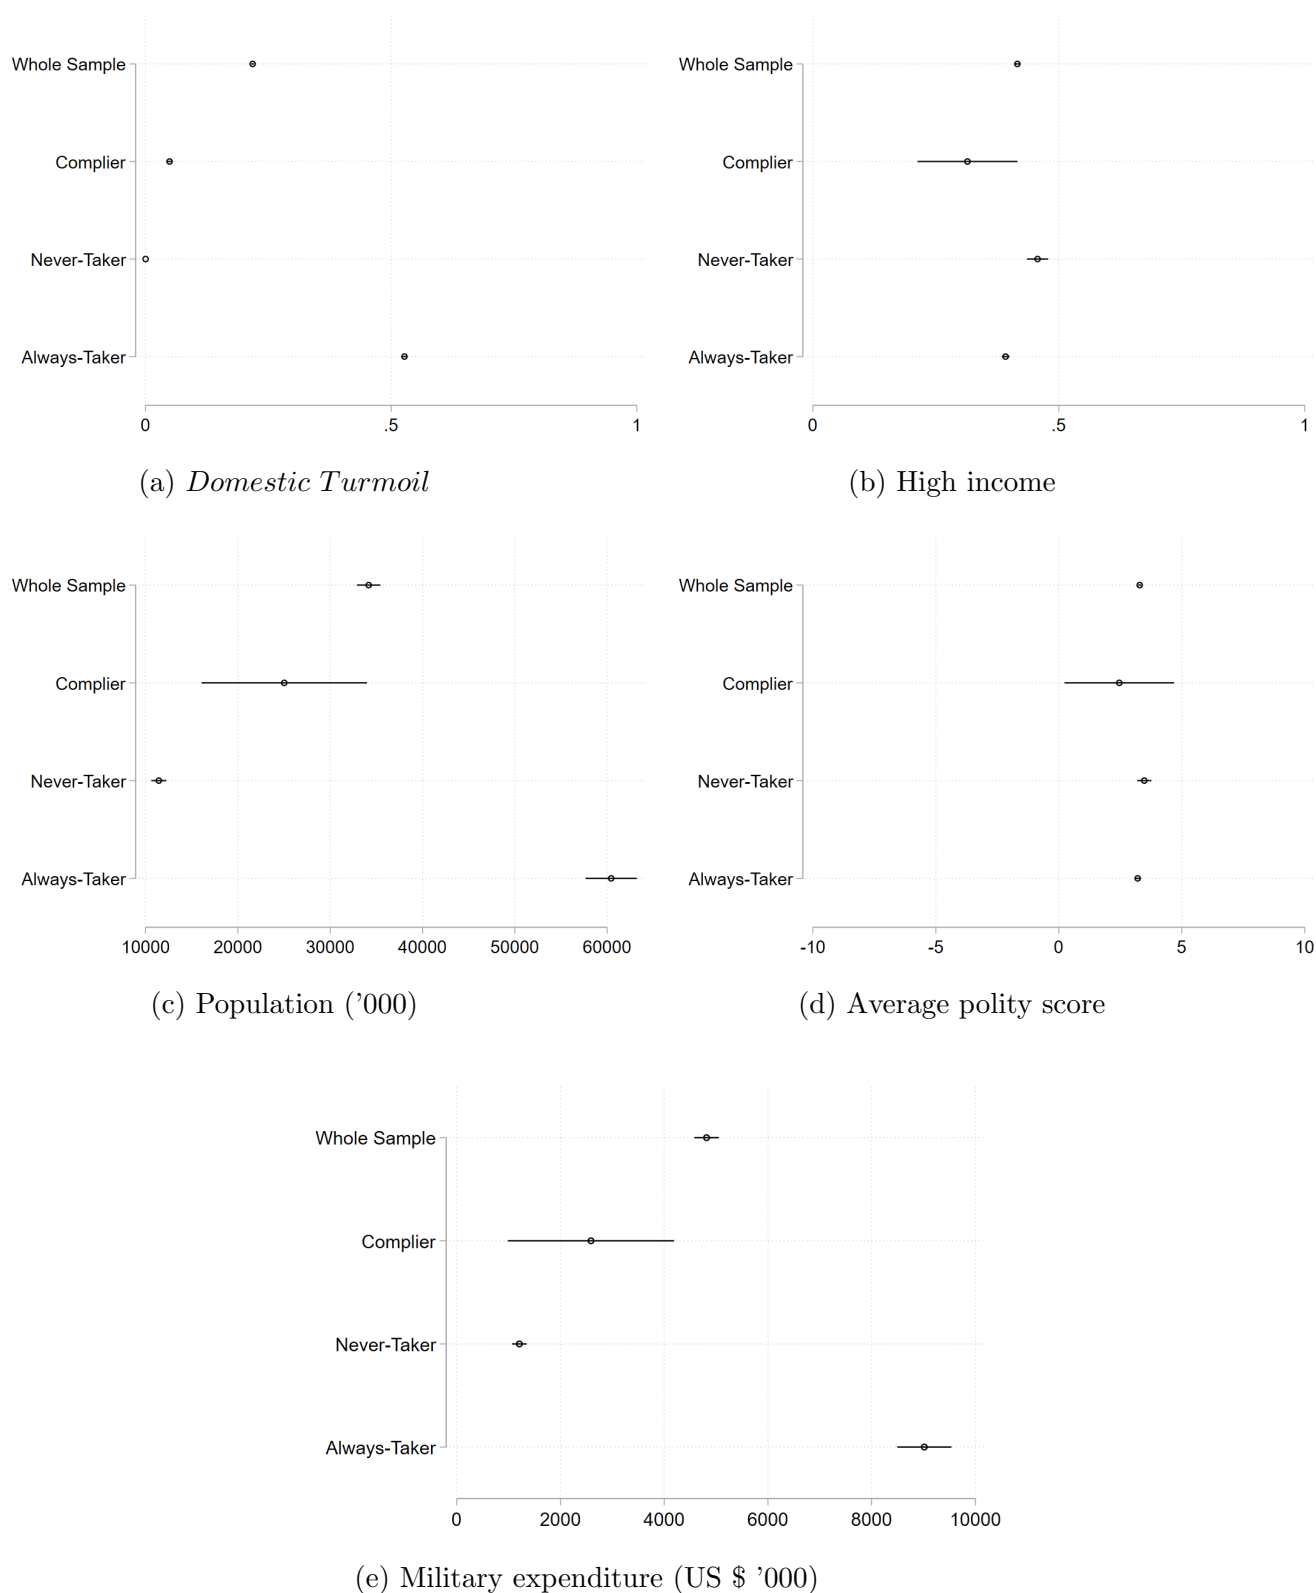 Whole Sample
Complier
Never-Taker
Always-Taker
0 .5 1
(a) Domestic Turmoil
Whole Sample
Complier
Never-Taker
Always-Taker
0 .5 1
(b) High income
Whole Sample
Complier
Never-Taker
Always-Taker
10000 20000 30000 40000 50000 60000
(c) Population (’000)
Whole Sample
Complier
Never-Taker
Always-Taker
-10 -5 0 5 10
(d) Average polity score
Whole Sample
Complier
Never-Taker
Always-Taker
0 2000 4000 6000 8000 10000
(e) Military expenditure (US $ ’000)